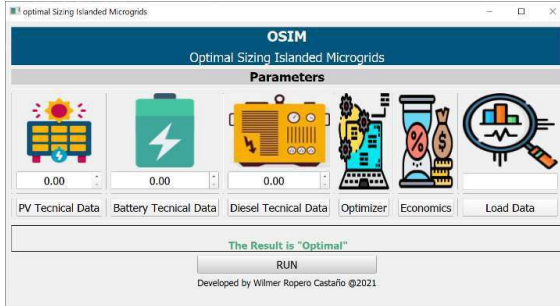 optimal Sizing Islanded Microgrids
OSIM
Optimal Sizing Islanded Microgrids
Parameters
0.00 0.00 0.00
PV Tecnical Data Battery Tecnical Data Diesel Tecnical Data Optimizer Economics Load Data
The Result is "Optimal"
RUN
Developed by Wilmer Ropero Castaño @2021